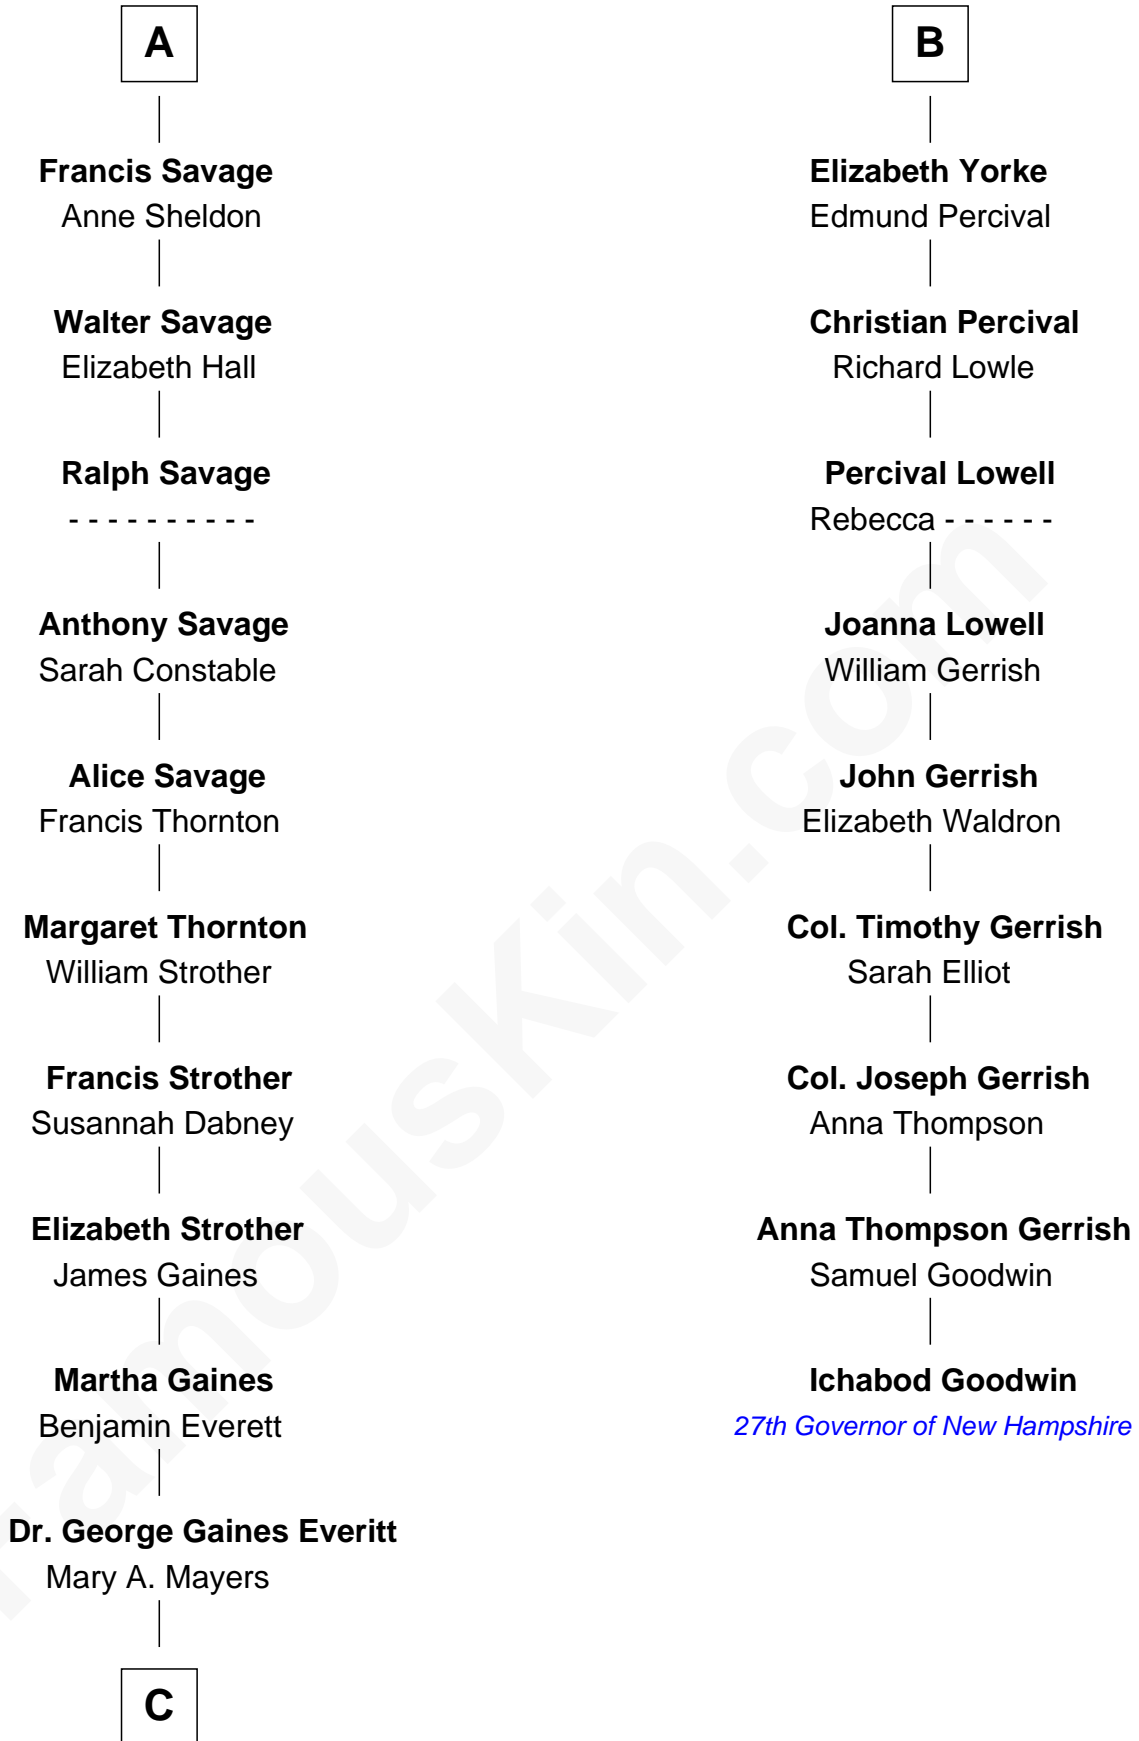 A
Francis Savage
Anne Sheldon
Walter Savage
Elizabeth Hall
Ralph Savage
- - - - - - - - - -
Anthony Savage
Sarah Constable
Alice Savage
Francis Thornton
Margaret Thornton
William Strother
Francis Strother
Susannah Dabney
Elizabeth Strother
James Gaines
Martha Gaines
Benjamin Everett
Dr. George Gaines Everitt
Mary A. Mayers
C
B
Elizabeth Yorke
Edmund Percival
Christian Percival
Richard Lowle
Percival Lowell
Rebecca - - - - - -
Joanna Lowell
William Gerrish
John Gerrish
Elizabeth Waldron
Col. Timothy Gerrish
Sarah Elliot
Col. Joseph Gerrish
Anna Thompson
Anna Thompson Gerrish
Samuel Goodwin
Ichabod Goodwin
27th Governor of New Hampshire
FamousKin.com